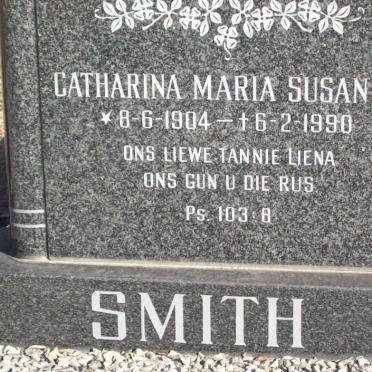 CATHARINA MARIA SUSAN
* 8-6-1904 — † 6-2-1990
ONS LIEWE TANNIE LIENA
ONS GUN U DIE RUS
Ps. 103:8
SMITH